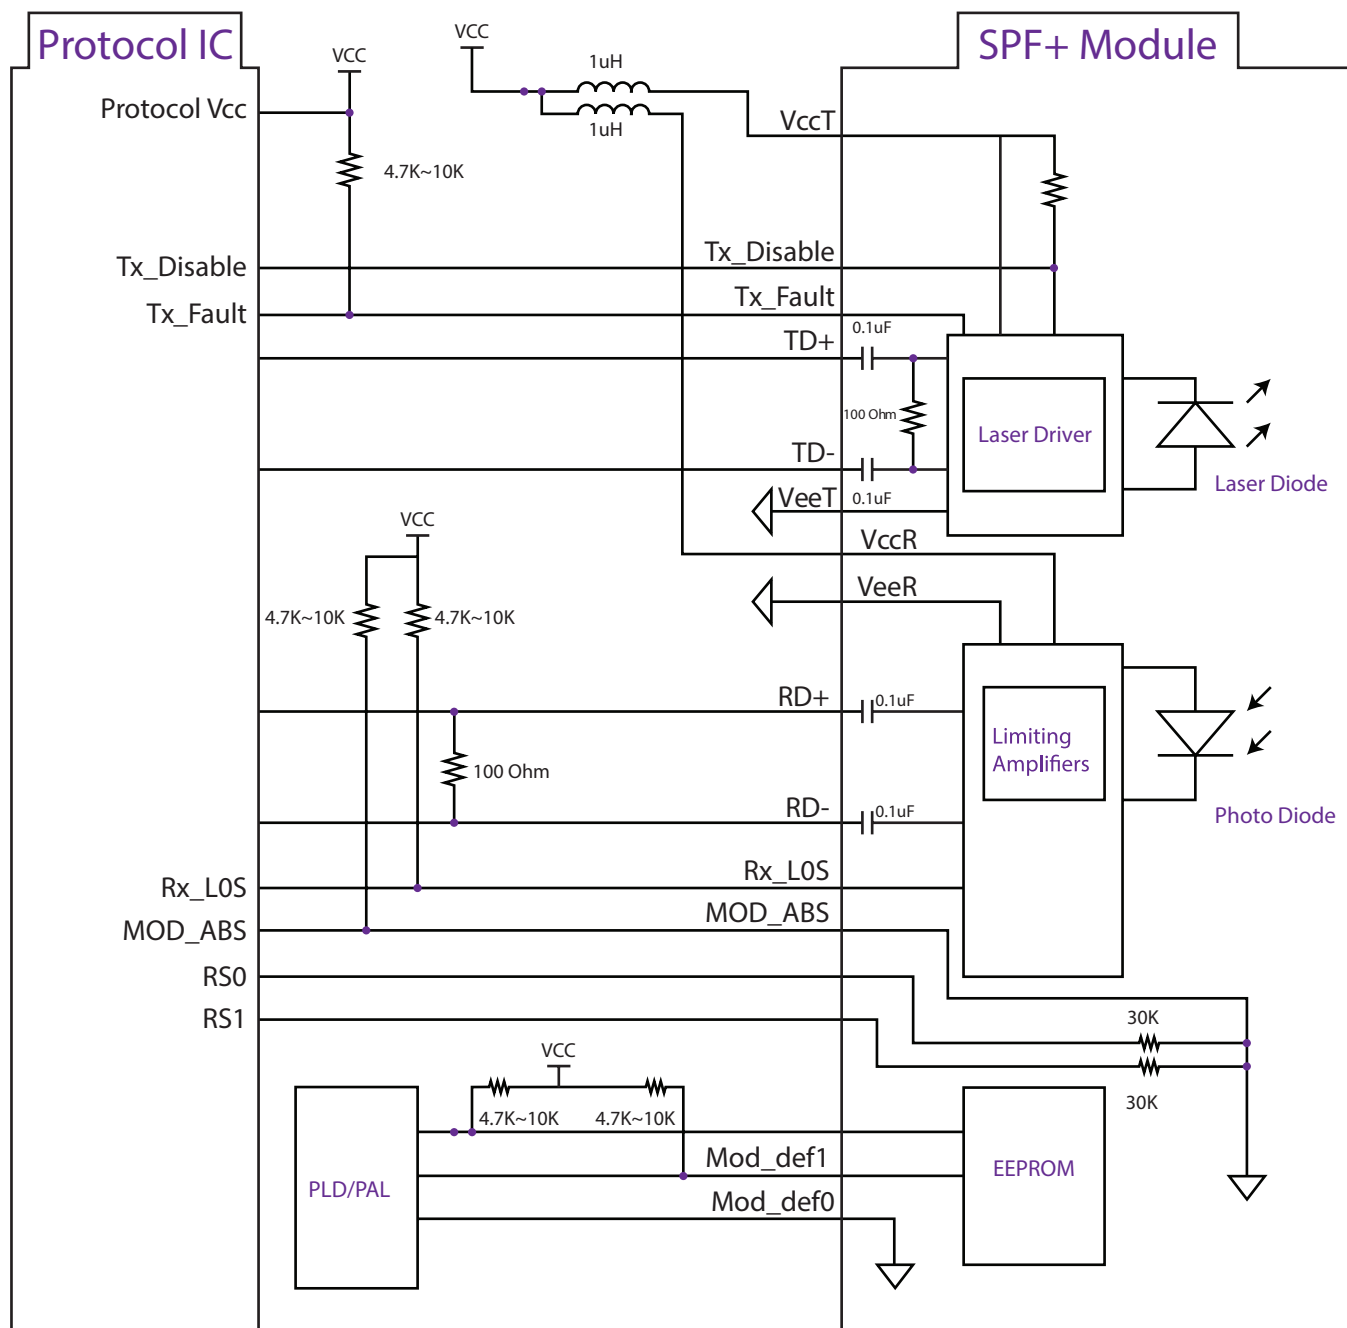 Protocol IC
SPF+ Module
VCC
VCC
1uH
1uH
Protocol Vcc
VccT
4.7K~10K
Tx_Disable
Tx_Disable
Tx_Fault
Tx_Fault
0.1uF
TD+
100 Ohm
Laser Driver
TD-
0.1uF
Laser Diode
VeeT
VCC
VccR
VeeR
4.7K~10K
4.7K~10K
RD+
0.1uF
Limiting
Amplifiers
100 Ohm
RD-
0.1uF
Photo Diode
Rx_L0S
Rx_L0S
MOD_ABS
MOD_ABS
RS0
RS1
30K
30K
VCC
4.7K~10K
4.7K~10K
Mod_def1
PLD/PAL
EEPROM
Mod_def0